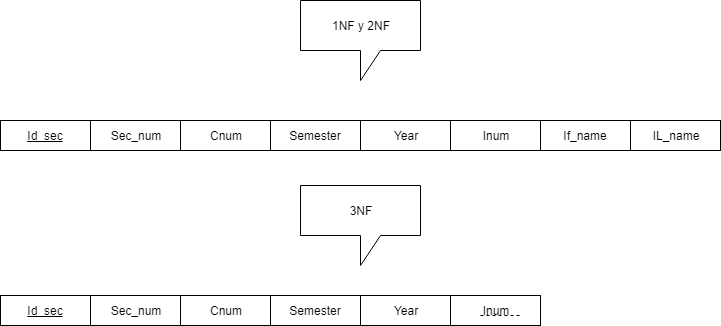 1NF y 2NF
Id_sec Sec_num Cnum Semester Year Inum If_name IL_name
3NF
Id_sec Sec_num Cnum Semester Year Inum